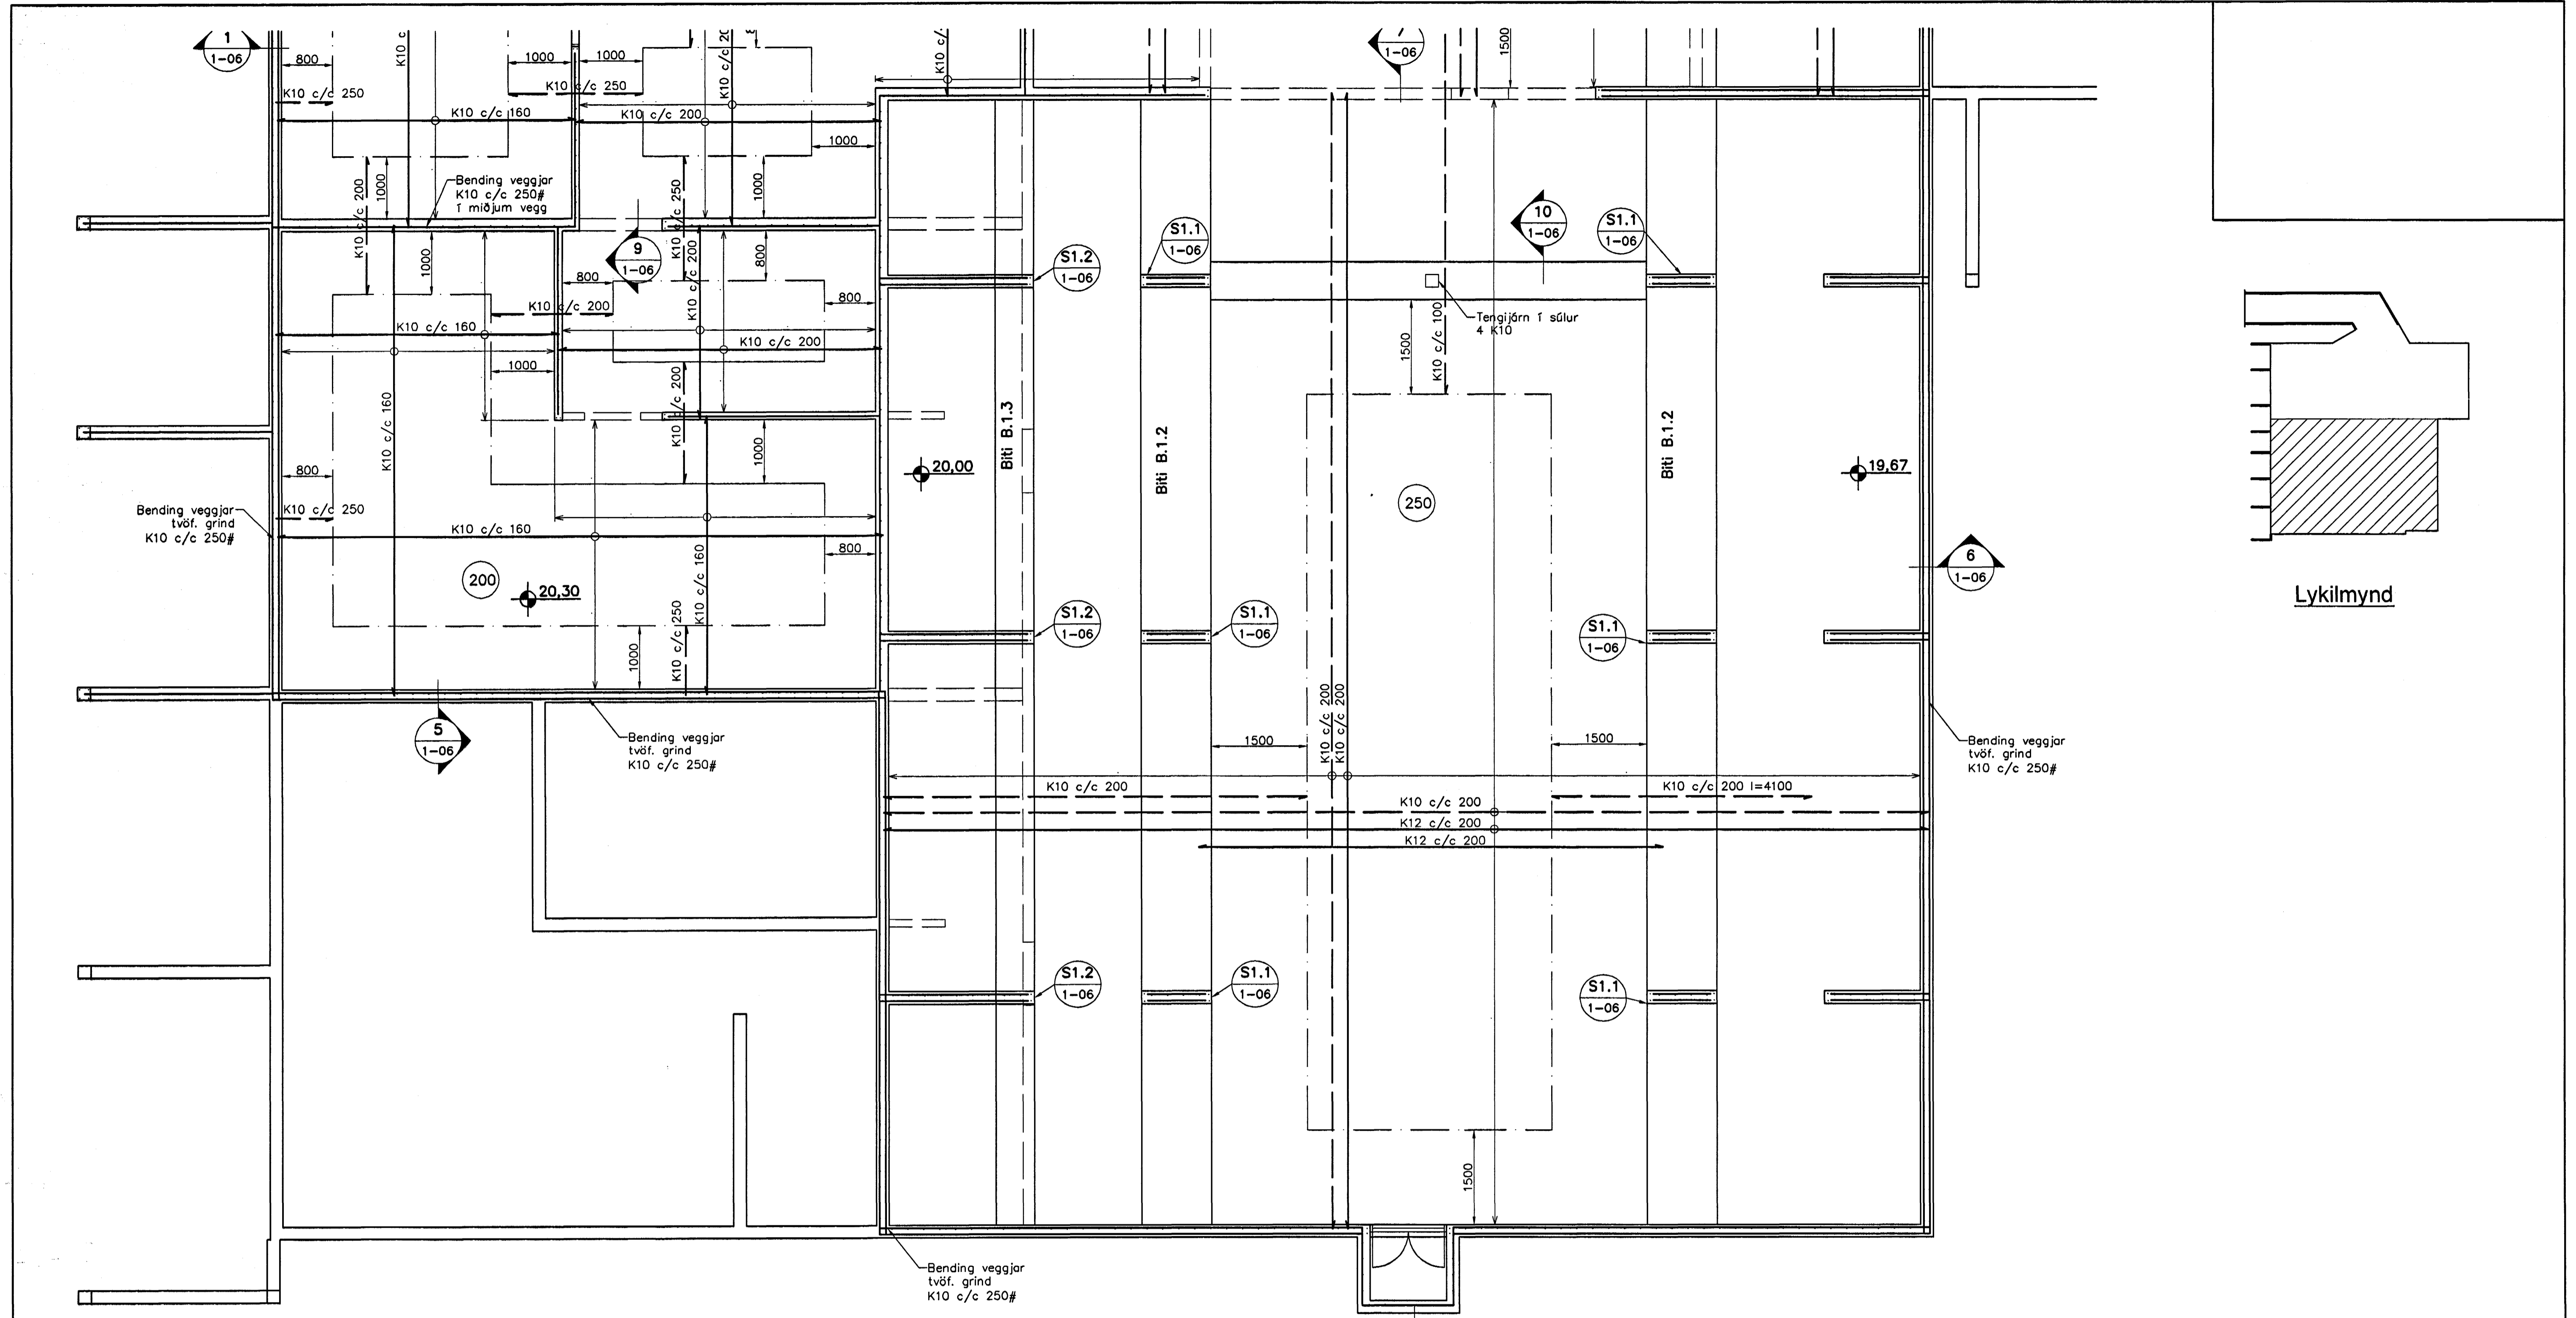 1
1-06
800
K10 c
1000
1000
K10 c/c 20
K10 c/
1-06
1500
K10 c/c 250
K10 c/c 250
K10 c/c 160
K10 c/c 200
1000
K10 c/c 200
1000
Bending veggjar
K10 c/c 250#
í miðjum vegg
K10 c/c 250
1000
9
1-06
1000
K10 c/c 200
800
800
800
K10 c/c 200
K10 c/c 160
K10 c/c 200
1000
K10 c/c 160
K10 c/c 200
1000
800
K10 c/c 250
Bending veggjar
tvöf. grind
K10 c/c 250#
K10 c/c 160
800
200
20,30
K10 c/c 160
K10 c/c 250
1000
5
1-06
Bending veggjar
tvöf. grind
K10 c/c 250#
S1.2
1-06
S1.1
1-06
10
1-06
S1.1
1-06
Tengijárn í súlur
4 K10
1500
K10 c/c 100
Biti B.1.3
Biti B.1.2
Biti B.1.2
20,00
250
19,67
6
1-06
Lykilmynd
S1.2
1-06
S1.1
1-06
S1.1
1-06
K10 c/c 200
K10 c/c 200
1500
1500
Bending veggjar
tvöf. grind
K10 c/c 250#
K10 c/c 200
K10 c/c 200 l=4100
K10 c/c 200
K12 c/c 200
K12 c/c 200
S1.2
1-06
S1.1
1-06
S1.1
1-06
1500
Bending veggjar
tvöf. grind
K10 c/c 250#